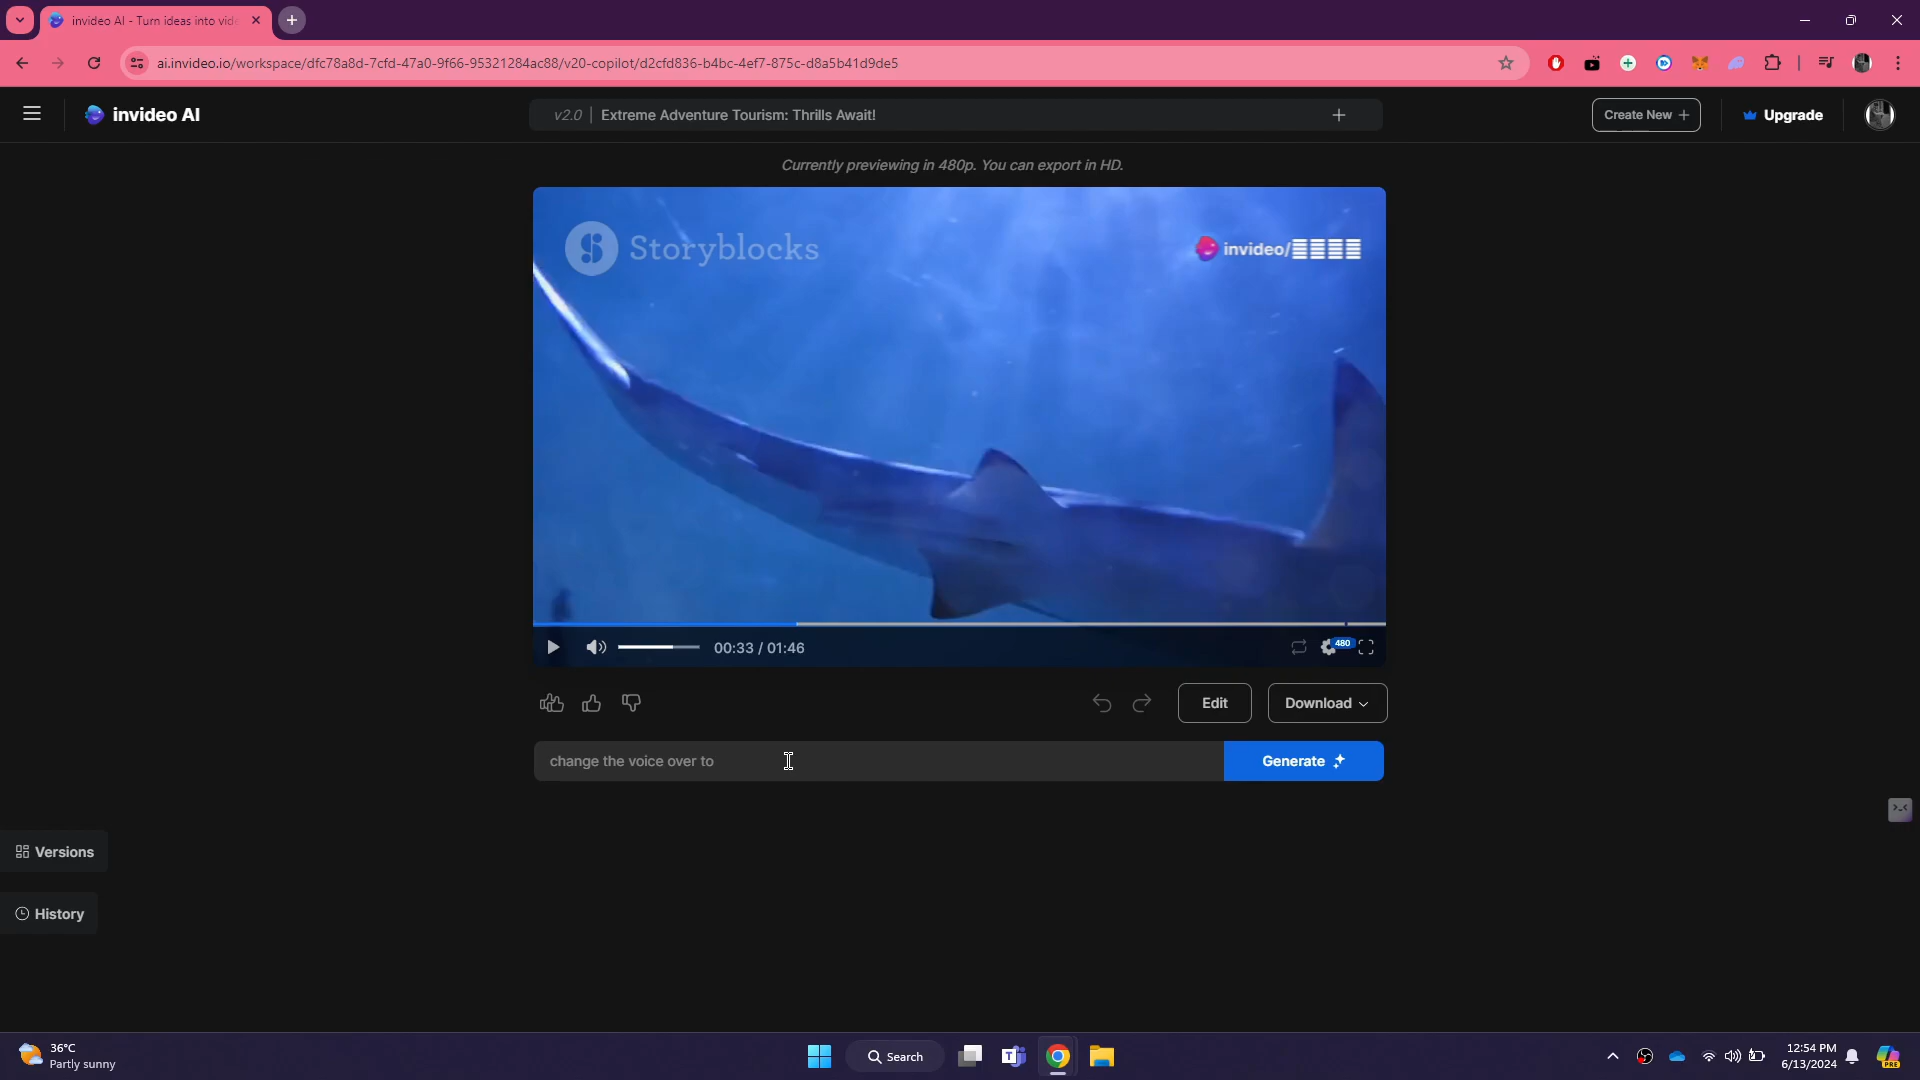 invideo AI - Turn ideas into vid
ai.invideo.io/workspace/dfc78a8d-7cfd-47a0-9f66-95321284ac88/v20-copilot/d2cfd836-b4bc-4ef7-875c-d8a5b41d9de5
invideo AI
v2.0 | Extreme Adventure Tourism: Thrills Await!
Create New +
Upgrade
Currently previewing in 480p. You can export in HD.
Storyblocks
invideo/
00:33 / 01:46
480
Edit
Download
change the voice over to
Generate
Versions
History
36°C
Partly sunny
Search
12:54 PM
6/13/2024
PRE